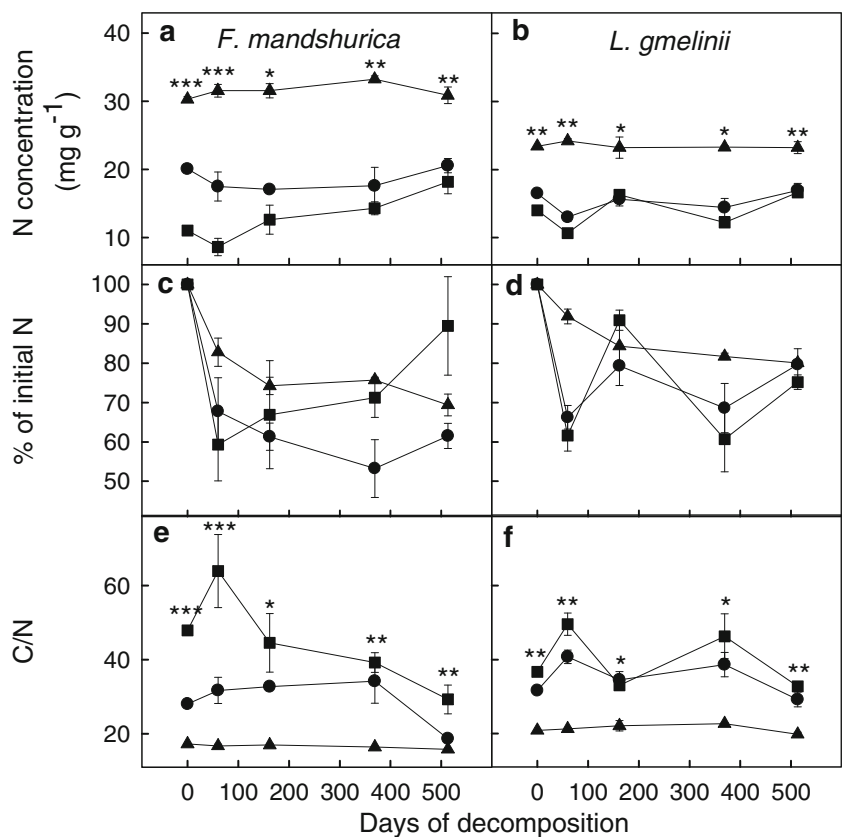 a
F. mandshurica
b
L. gmelinii
N concentration
(mg g-1)
40
30
20
10
*** *** * ** **
** ** * * **
c
d
% of initial N
100
90
80
70
60
50
e
f
C/N
60
40
20
*** *** * ** **
** ** * * **
0 100 200 300 400 500
0 100 200 300 400 500
Days of decomposition